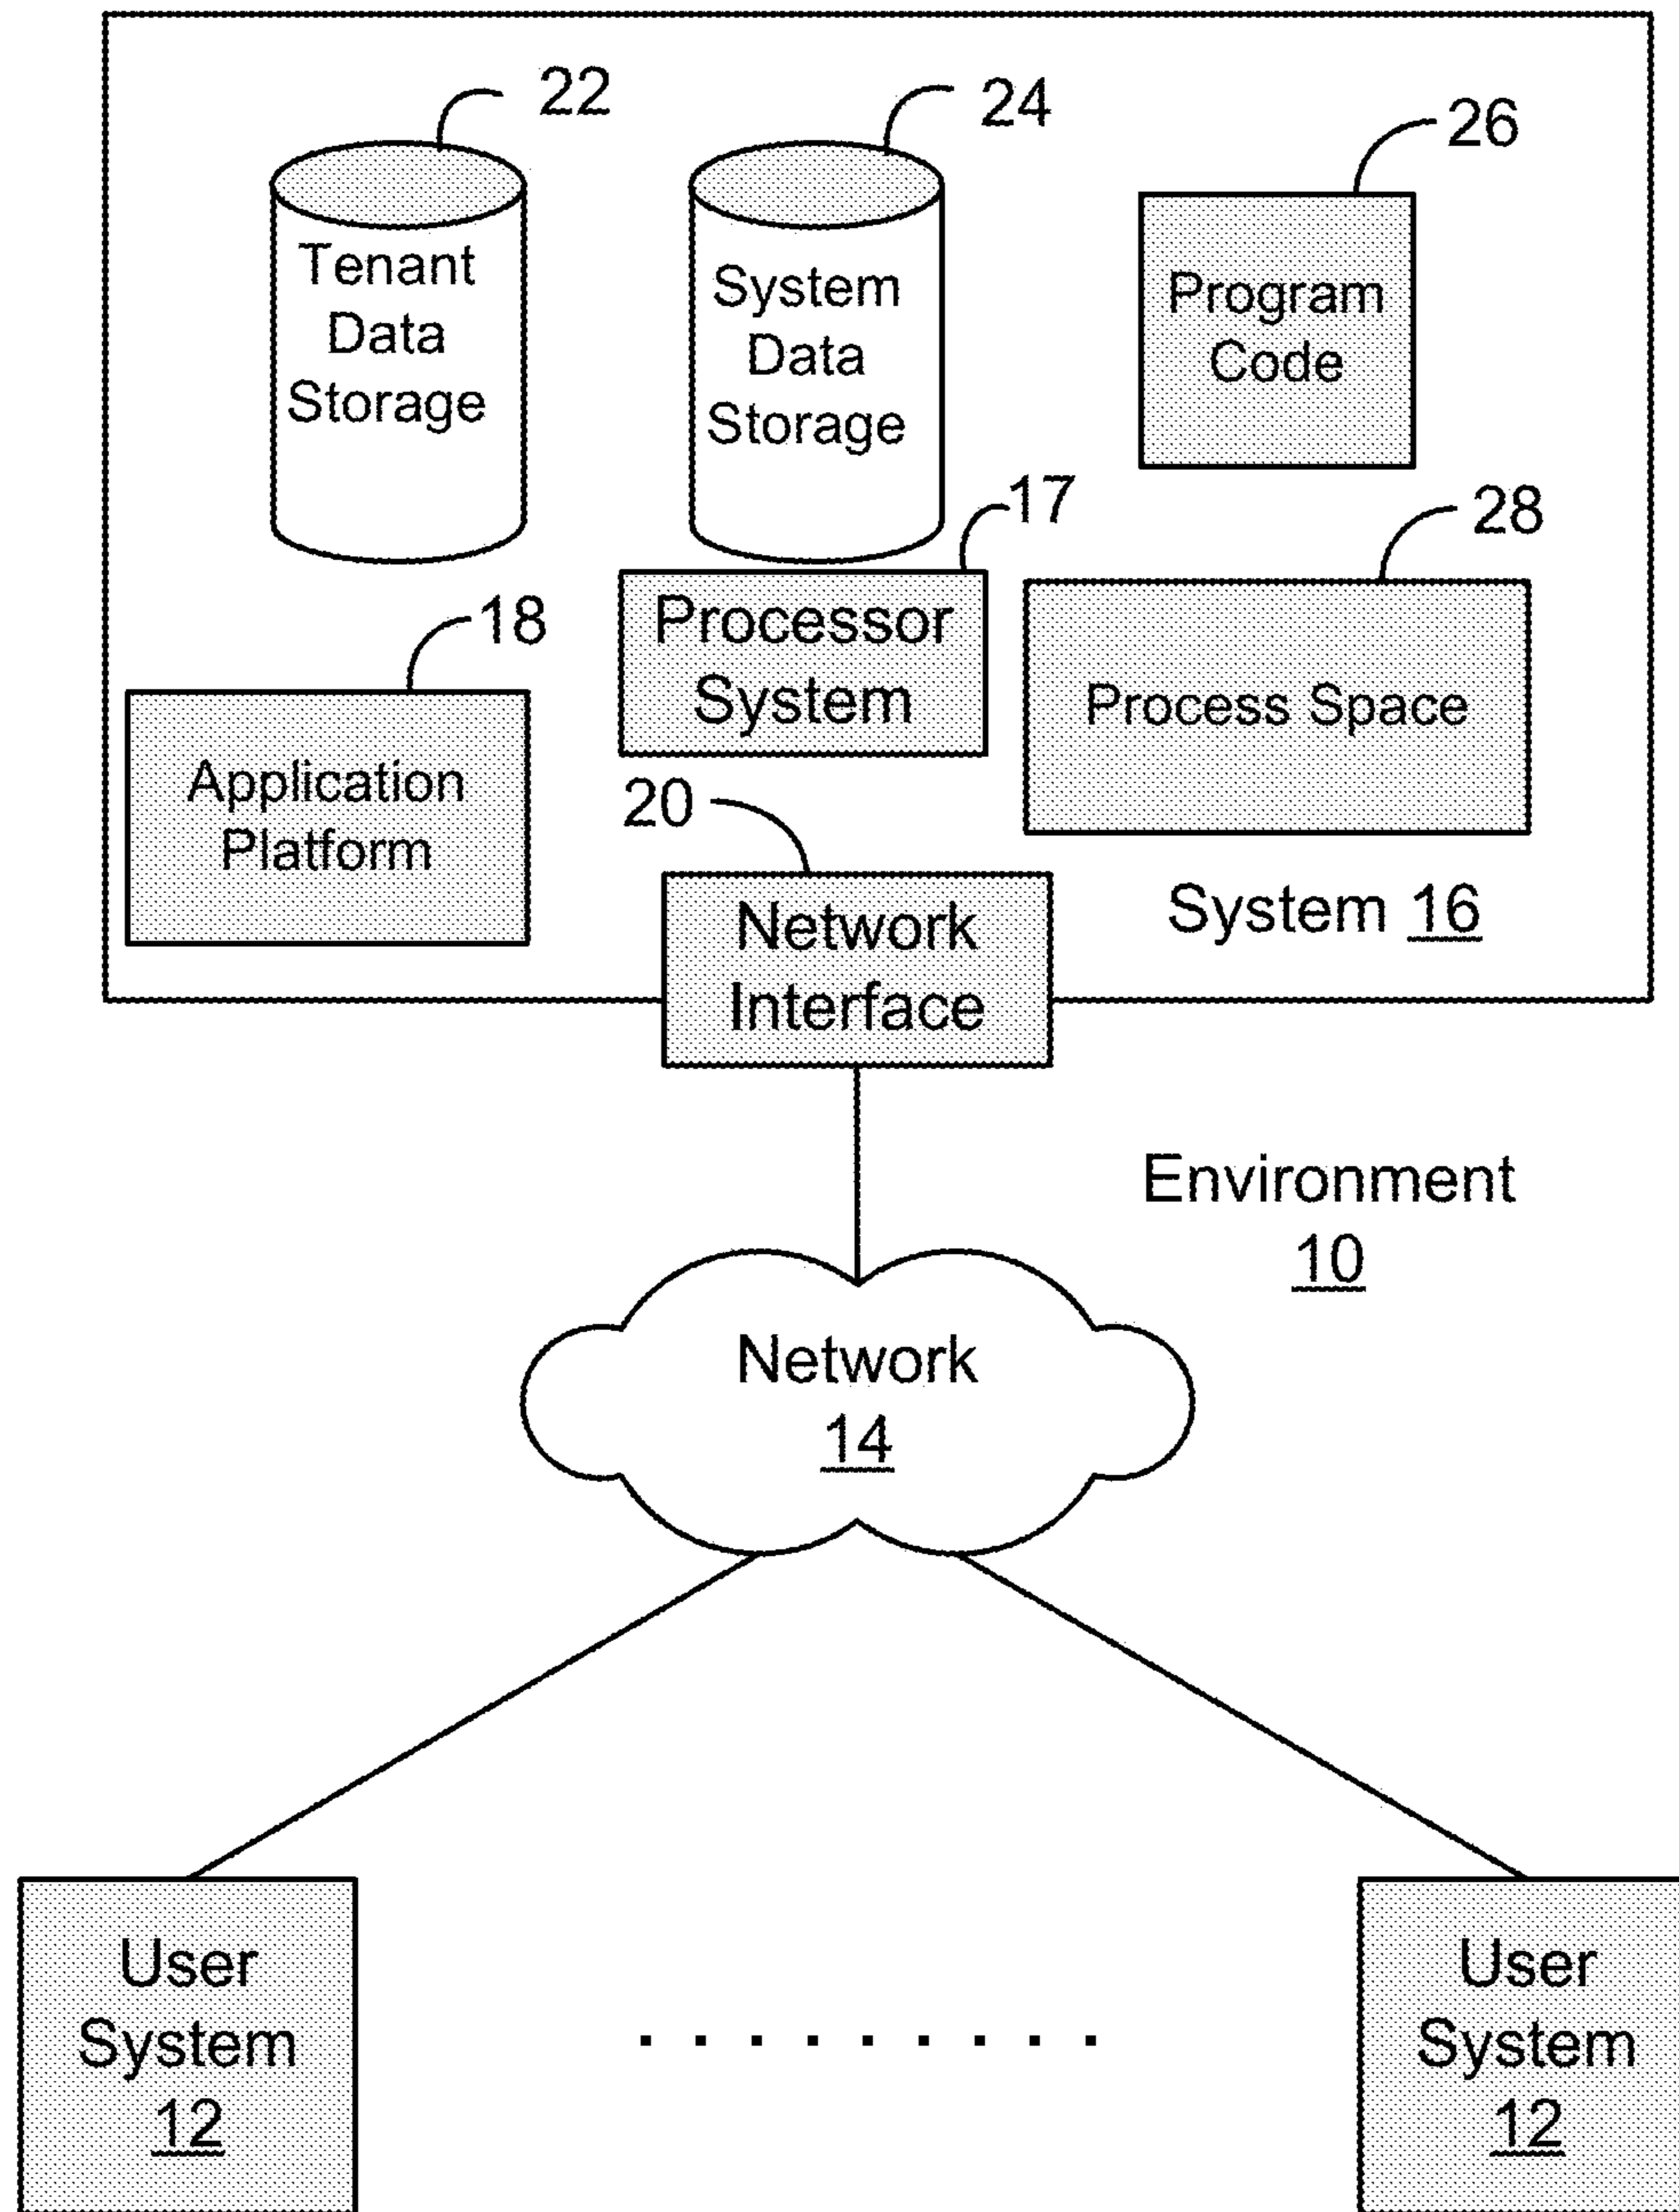 22
24
26
Tenant
Data
Storage
System
Data
Storage
Program
Code
17
28
18
Processor
System
Process Space
Application
Platform
20
Network
Interface
System 16
Environment
10
Network
14
User
System
12
User
System
12